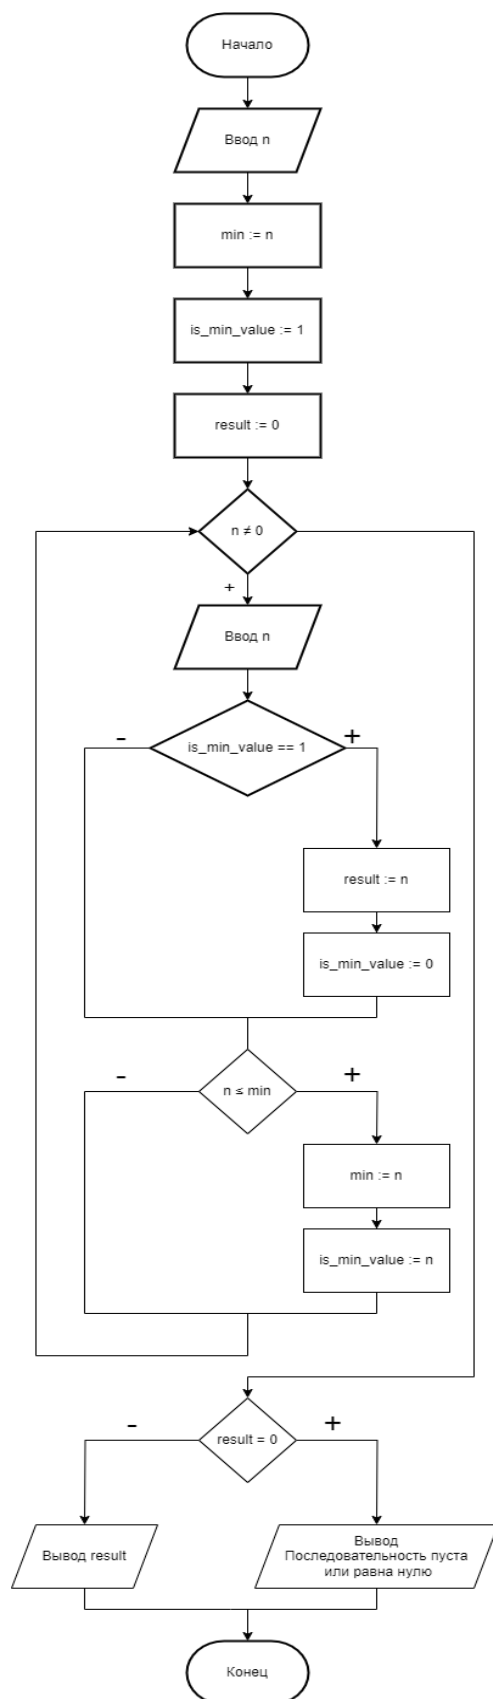 Начало
Ввод n
min := n
is_min_value := 1
result := 0
n ≠ 0
+
Ввод n
- is_min_value == 1 +
result := n
is_min_value := 0
- n ≤ min +
min := n
is_min_value := n
- result = 0 +
Вывод result
Вывод
Последовательность пуста
или равна нулю
Конец